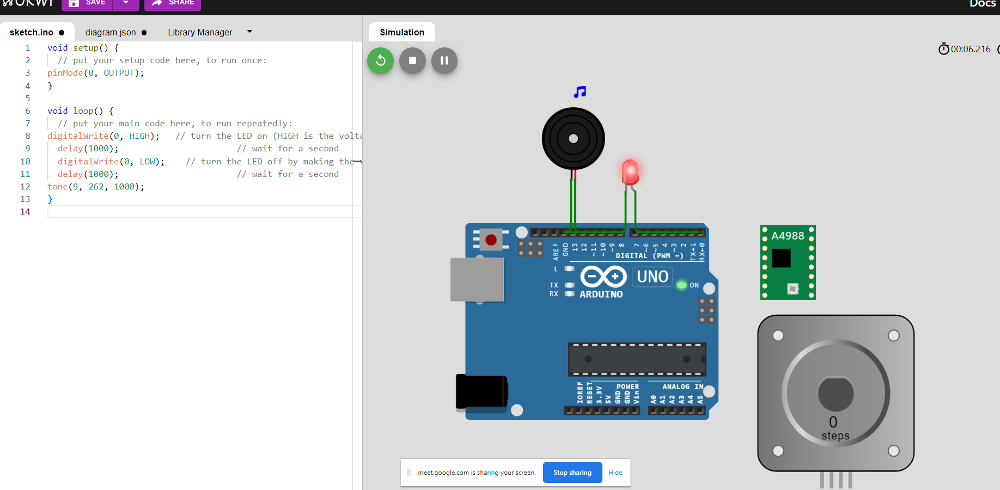 WOKWI SAVE SHARE Docs
sketch.ino diagram.json Library Manager
1 void setup() {
2 // put your setup code here, to run once:
3 pinMode(0, OUTPUT);
4 }
5
6 void loop() {
7 // put your main code here, to run repeatedly:
8 digitalWrite(0, HIGH); // turn the LED on (HIGH is the volta
9 delay(1000); // wait for a second
10 digitalWrite(0, LOW); // turn the LED off by making the
11 delay(1000); // wait for a second
12 tone(9, 262, 1000);
13 }
14
Simulation
00:06.216
AREF GND 13 12 ~11 ~10 ~9 8 7 ~6 ~5 4 ~3 2 TX→1 RX←0
DIGITAL (PWM ~)
L
TX
RX
UNO
ON
ARDUINO
IOREF RESET 3.3V 5V GND GND Vin A0 A1 A2 A3 A4 A5
POWER ANALOG IN
A4988
0
steps
meet.google.com is sharing your screen. Stop sharing Hide